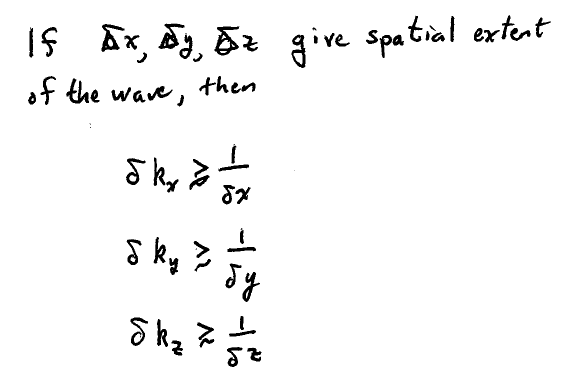 If δx, δy, δz give spatial extent
of the wave, then
δkx ≳ 1/δx
δky ≳ 1/δy
δkz ≳ 1/δz